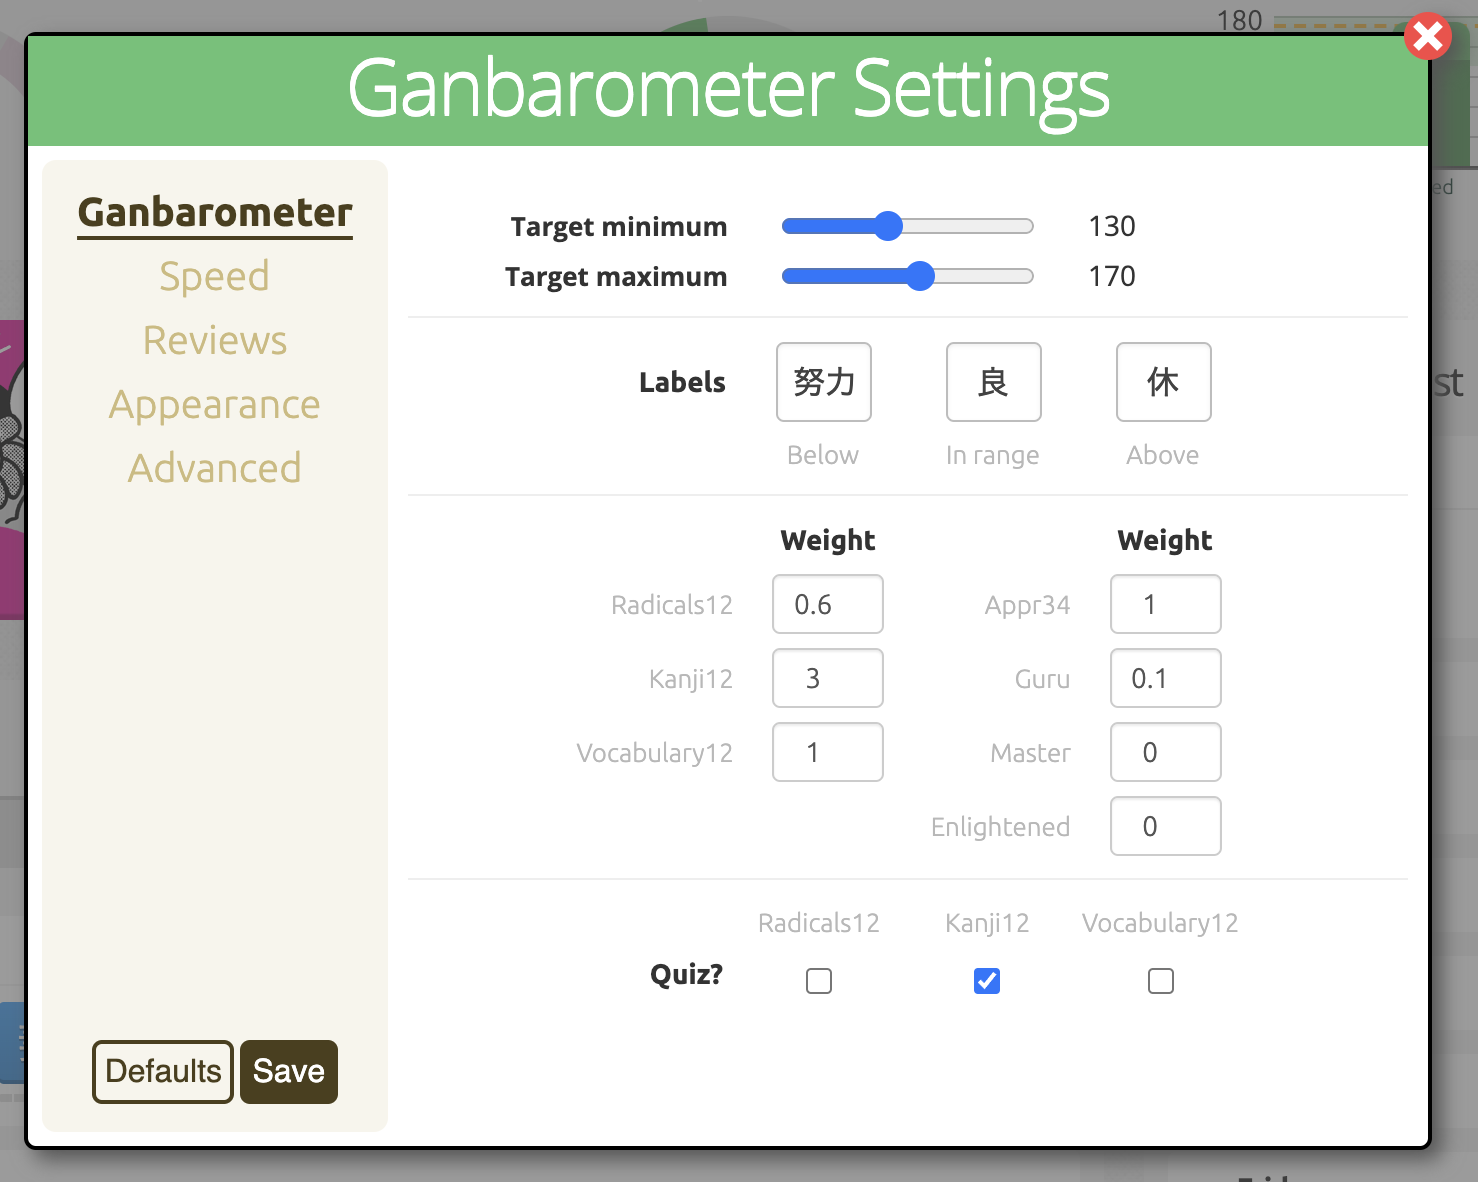 180
Ganbarometer Settings
ed
Ganbarometer
Speed
Reviews
Appearance
Advanced
Defaults Save
Target minimum 130
Target maximum 170
Labels 努力 良 休
Below In range Above
st
Weight Weight
Radicals12 0.6 Appr34 1
Kanji12 3 Guru 0.1
Vocabulary12 1 Master 0
Enlightened 0
Radicals12 Kanji12 Vocabulary12
Quiz?